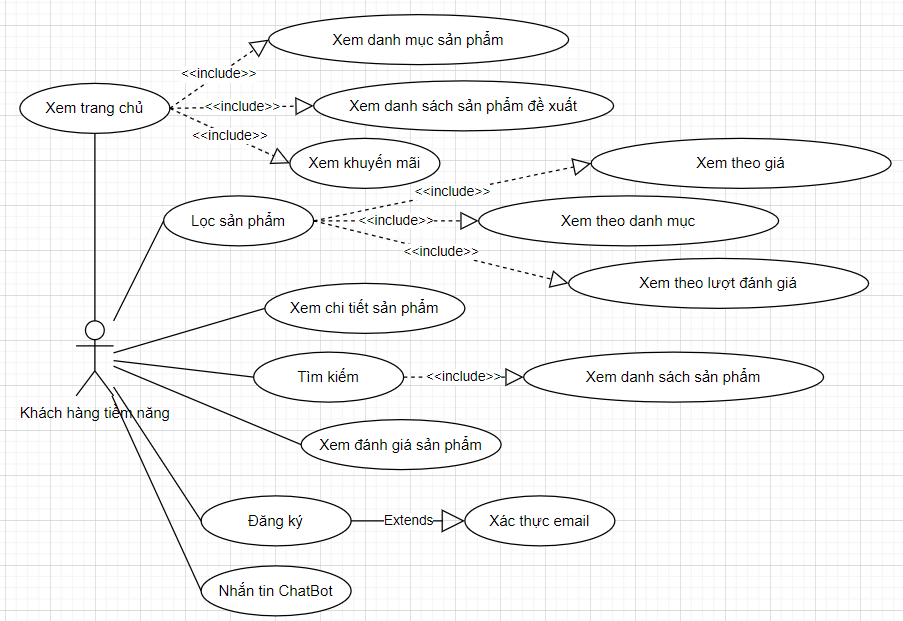 Xem danh mục sản phẩm
<<include>>
Xem trang chủ
<<include>>
Xem danh sách sản phẩm đề xuất
<<include>>
Xem khuyến mãi
Xem theo giá
<<include>>
Lọc sản phẩm
<<include>>
Xem theo danh mục
<<include>>
Xem theo lượt đánh giá
Xem chi tiết sản phẩm
Tìm kiếm
<<include>>
Xem danh sách sản phẩm
Khách hàng tiềm năng
Xem đánh giá sản phẩm
Đăng ký
Extends
Xác thực email
Nhắn tin ChatBot